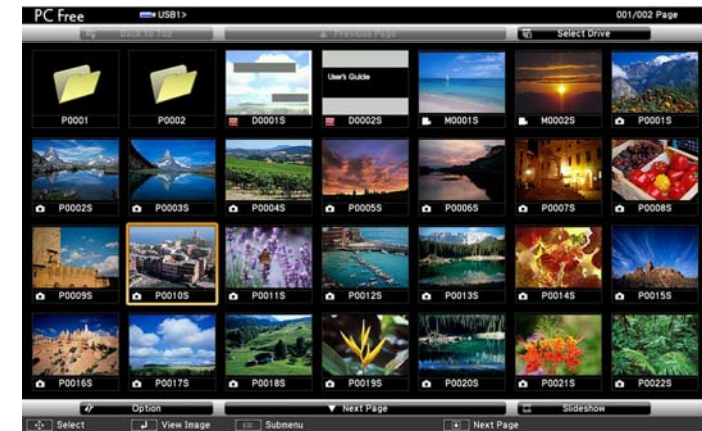 PC Free USB1> 001/002 Page
Back to Top ▲ Previous Page Select Drive
User's Guide
P0001 P0002 D0001S D0002S M0001S M0002S P0001S
P0002S P0003S P0004S P0005S P0006S P0007S P0008S
P0009S P0010S P0011S P0012S P0013S P0014S P0015S
P0016S P0017S P0018S P0019S P0020S P0021S P0022S
Option ▼ Next Page Slideshow
Select View Image Esc Submenu Next Page